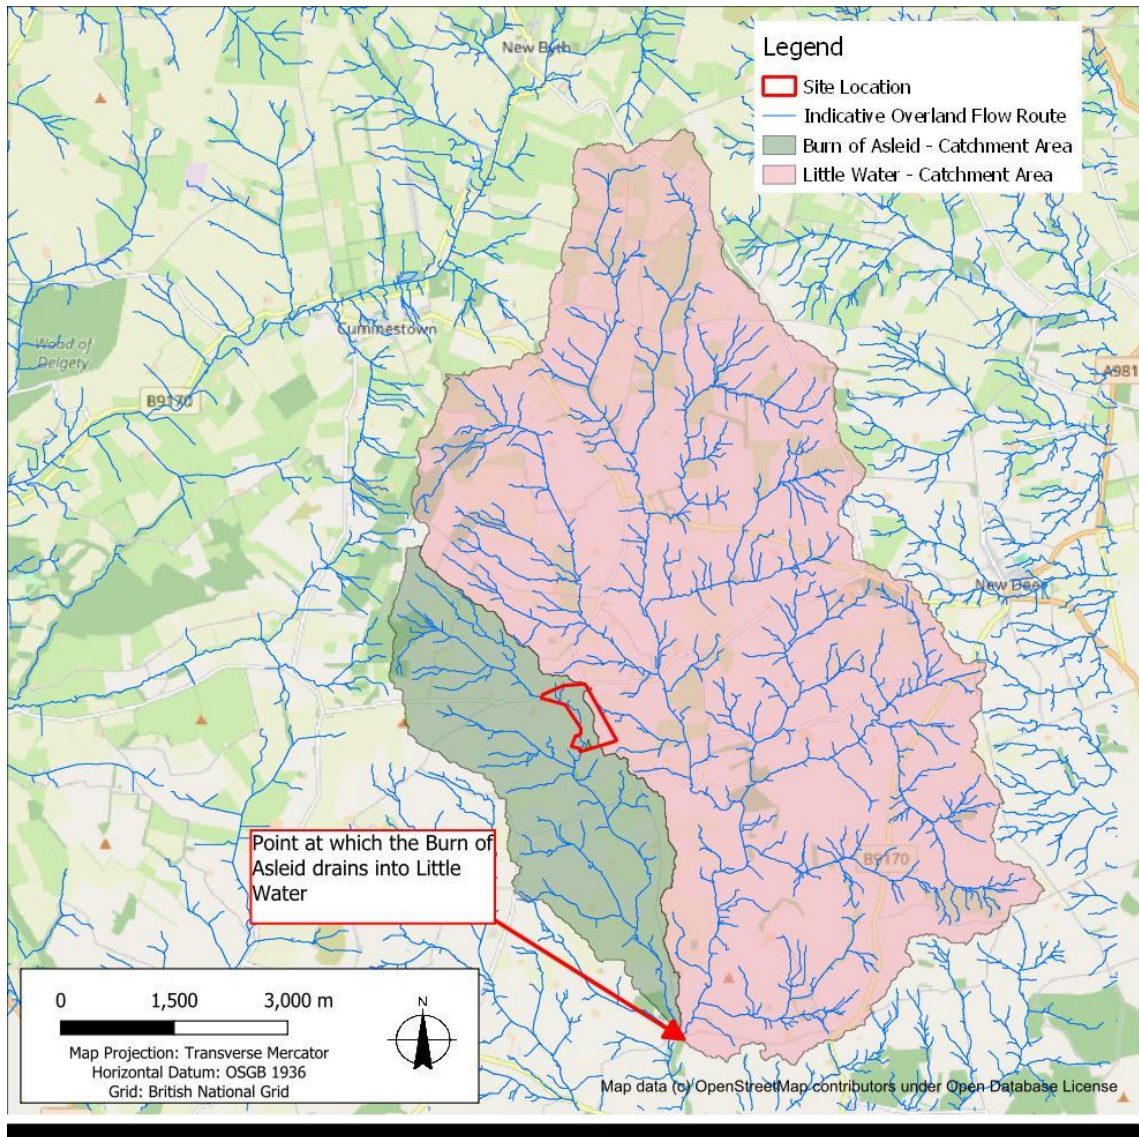 New Byth
Legend
Site Location
Indicative Overland Flow Route
Burn of Asleid - Catchment Area
Little Water - Catchment Area
Cuminestown
Wood of
Delgety
B9170
A981
New Deer
B9170
Point at which the Burn of
Asleid drains into Little
Water
0 1,500 3,000 m
N
Map Projection: Transverse Mercator
Horizontal Datum: OSGB 1936
Grid: British National Grid
Map data (c) OpenStreetMap contributors under Open Database License